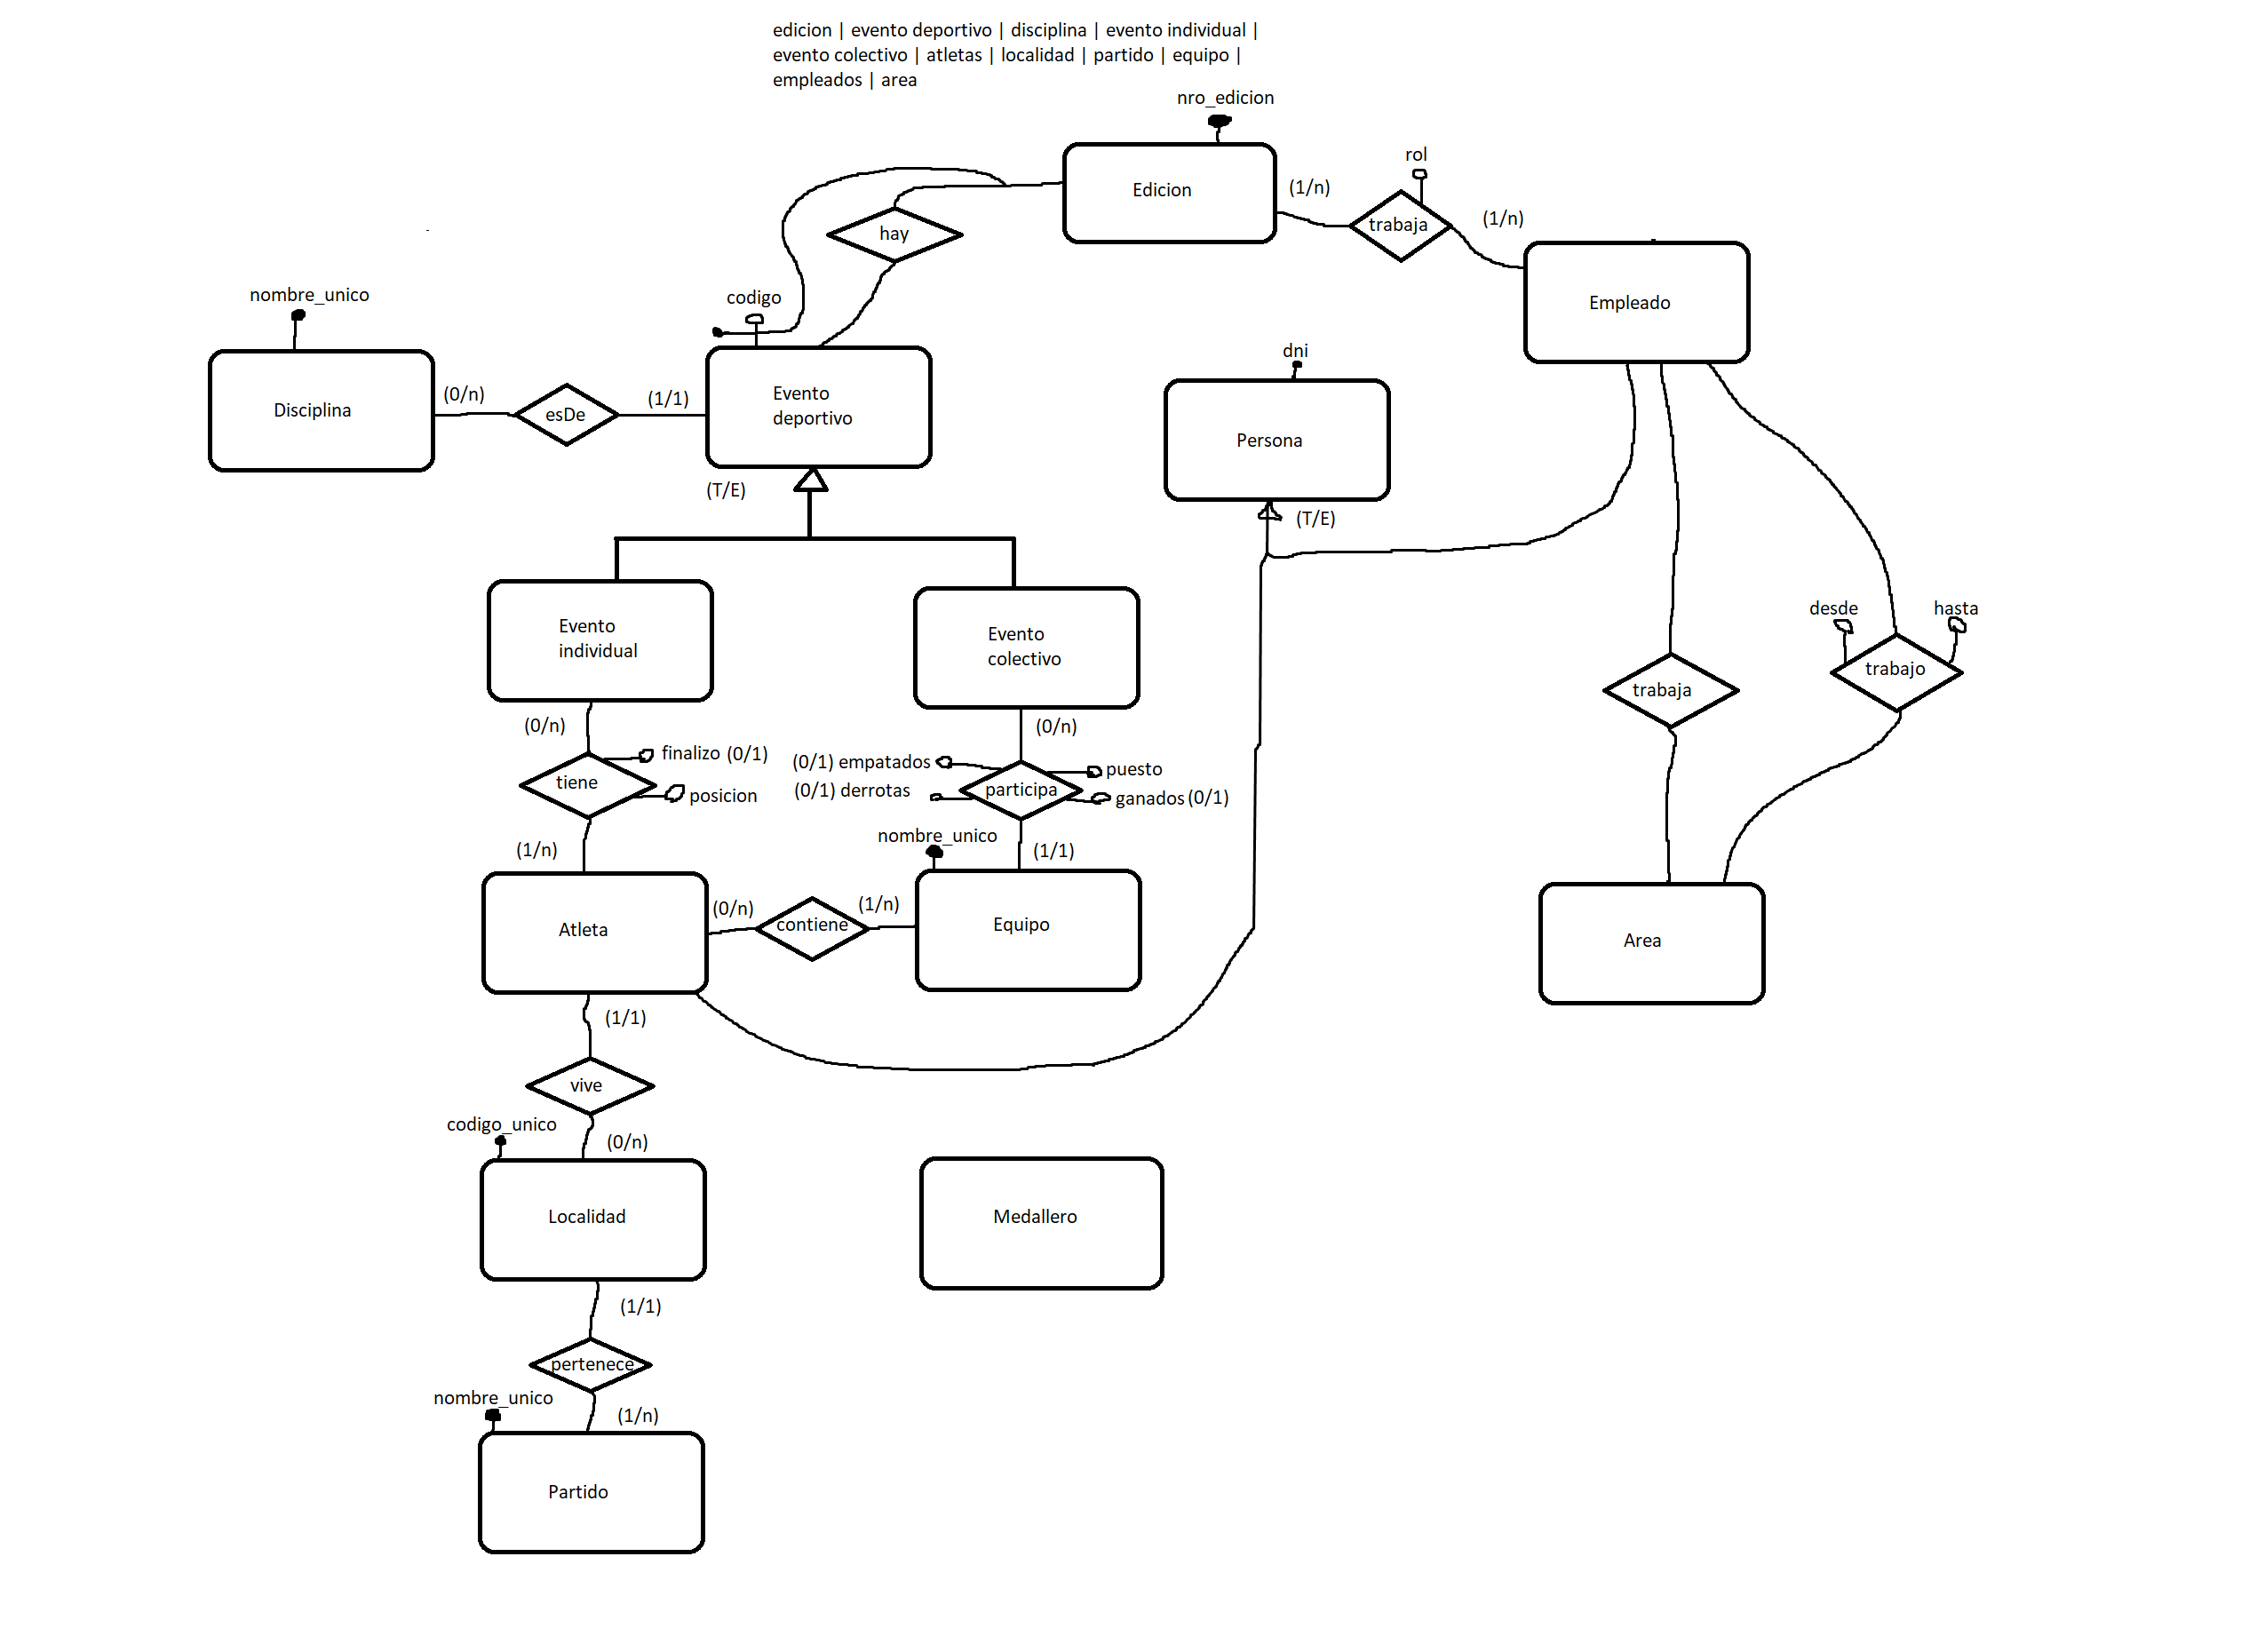 edicion | evento deportivo | disciplina | evento individual |
evento colectivo | atletas | localidad | partido | equipo |
empleados | area
nro_edicion
rol
Edicion
(1/n)
trabaja
(1/n)
hay
Empleado
nombre_unico
codigo
dni
Disciplina
(0/n)
esDe
(1/1)
Evento
deportivo
Persona
(T/E)
(T/E)
Evento
individual
Evento
colectivo
desde
hasta
trabaja
trabajo
(0/n)
(0/n)
finalizo (0/1)
tiene
posicion
(0/1) empatados
(0/1) derrotas
participa
puesto
ganados (0/1)
nombre_unico
(1/n)
(1/1)
Atleta
(0/n)
contiene
(1/n)
Equipo
Area
(1/1)
vive
codigo_unico
(0/n)
Localidad
Medallero
(1/1)
pertenece
nombre_unico
(1/n)
Partido